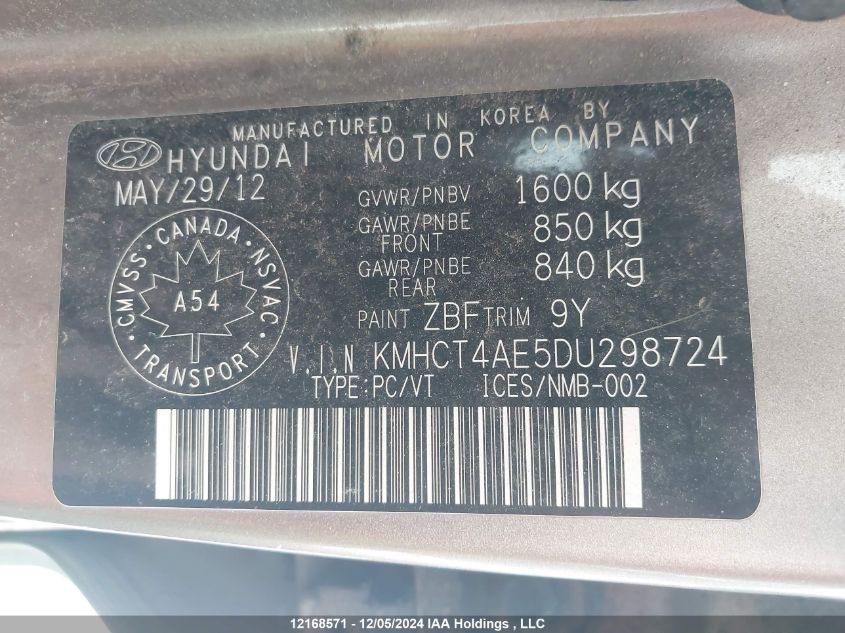 MANUFACTURED IN KOREA BY
HYUNDAI MOTOR COMPANY
MAY/29/12
GVWR/PNBV 1600 kg
GAWR/PNBE FRONT 850 kg
GAWR/PNBE REAR 840 kg
CMVSS · CANADA · NSVAC · TRANSPORT ·
A54
PAINT ZBF TRIM 9Y
V.I.N KMHCT4AE5DU298724
TYPE:PC/VT ICES/NMB-002
12168571 - 12/05/2024 IAA Holdings , LLC